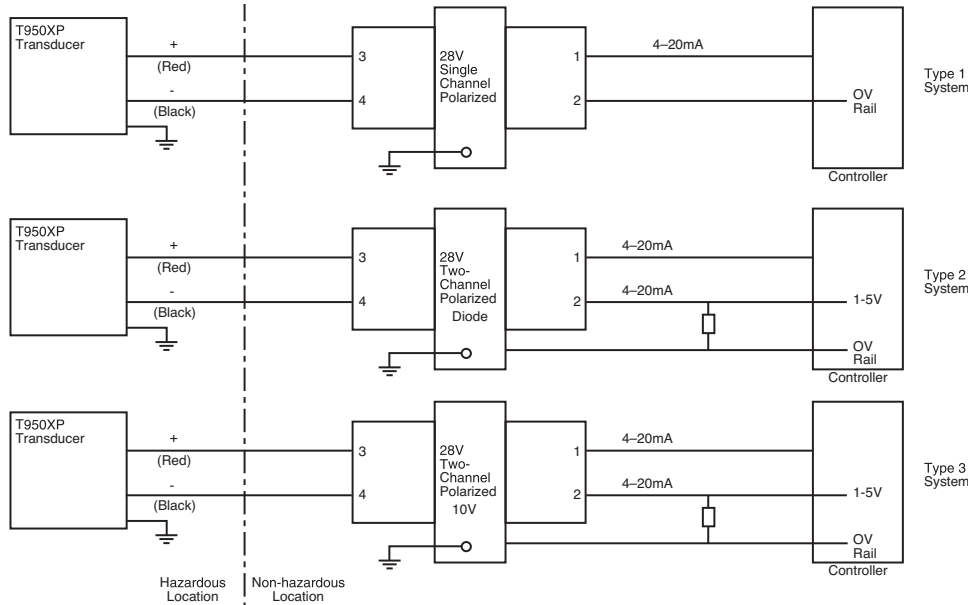 T950XP
Transducer
+
(Red)
-
(Black)
3
4
28V
Single
Channel
Polarized
1
2
4–20mA
OV
Rail
Controller
Type 1
System
T950XP
Transducer
+
(Red)
-
(Black)
3
4
28V
Two-
Channel
Polarized
Diode
1
2
4–20mA
4–20mA
1-5V
OV
Rail
Controller
Type 2
System
T950XP
Transducer
+
(Red)
-
(Black)
3
4
28V
Two-
Channel
Polarized
10V
1
2
4–20mA
4–20mA
1-5V
OV
Rail
Controller
Type 3
System
Hazardous
Location
Non-hazardous
Location